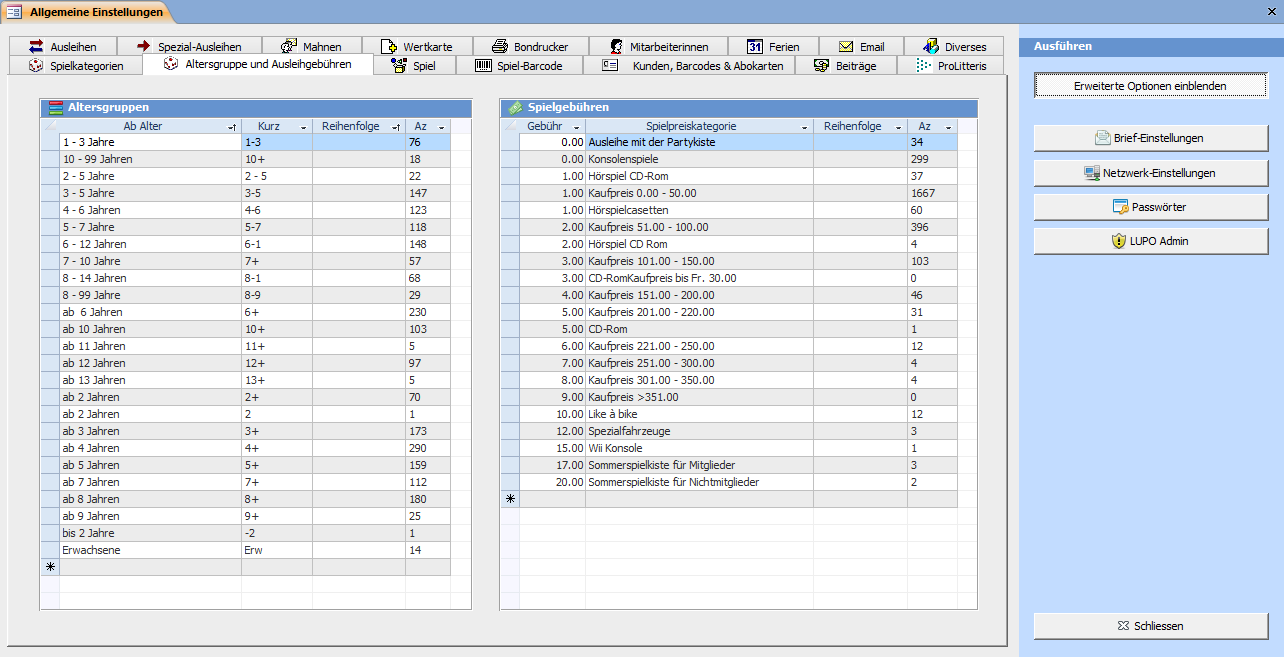 Allgemeine Einstellungen
Ausleihen Spezial-Ausleihen Mahnen Wertkarte Bondrucker Mitarbeiterinnen 31 Ferien Email Diverses
Spielkategorien Altersgruppe und Ausleihgebühren Spiel Spiel-Barcode Kunden, Barcodes & Abokarten Beiträge ProLitteris
Altersgruppen
Ab Alter Kurz Reihenfolge Az
1 - 3 Jahre 1-3 76
10 - 99 Jahren 10+ 18
2 - 5 Jahre 2 - 5 22
3 - 5 Jahre 3-5 147
4 - 6 Jahren 4-6 123
5 - 7 Jahre 5-7 118
6 - 12 Jahren 6-1 148
7 - 10 Jahre 7+ 57
8 - 14 Jahren 8-1 68
8 - 99 Jahre 8-9 29
ab  6 Jahren 6+ 230
ab 10 Jahren 10+ 103
ab 11 Jahren 11+ 5
ab 12 Jahren 12+ 97
ab 13 Jahren 13+ 5
ab 2 Jahren 2+ 70
ab 2 Jahren 2 1
ab 3 Jahren 3+ 173
ab 4 Jahren 4+ 290
ab 5 Jahren 5+ 159
ab 7 Jahren 7+ 112
ab 8 Jahren 8+ 180
ab 9 Jahren 9+ 25
bis 2 Jahre -2 1
Erwachsene Erw 14
Spielgebühren
Gebühr Spielpreiskategorie Reihenfolge Az
0.00 Ausleihe mit der Partykiste 34
0.00 Konsolenspiele 299
1.00 Hörspiel CD-Rom 37
1.00 Kaufpreis 0.00 - 50.00 1667
1.00 Hörspielcasetten 60
2.00 Kaufpreis 51.00 - 100.00 396
2.00 Hörspiel CD Rom 4
3.00 Kaufpreis 101.00 - 150.00 103
3.00 CD-RomKaufpreis bis Fr. 30.00 0
4.00 Kaufpreis 151.00 - 200.00 46
5.00 Kaufpreis 201.00 - 220.00 31
5.00 CD-Rom 1
6.00 Kaufpreis 221.00 - 250.00 12
7.00 Kaufpreis 251.00 - 300.00 4
8.00 Kaufpreis 301.00 - 350.00 4
9.00 Kaufpreis >351.00 0
10.00 Like à bike 12
12.00 Spezialfahrzeuge 3
15.00 Wii Konsole 1
17.00 Sommerspielkiste für Mitglieder 3
20.00 Sommerspielkiste für Nichtmitglieder 2
Ausführen
Erweiterte Optionen einblenden
Brief-Einstellungen
Netzwerk-Einstellungen
Passwörter
LUPO Admin
Schliessen